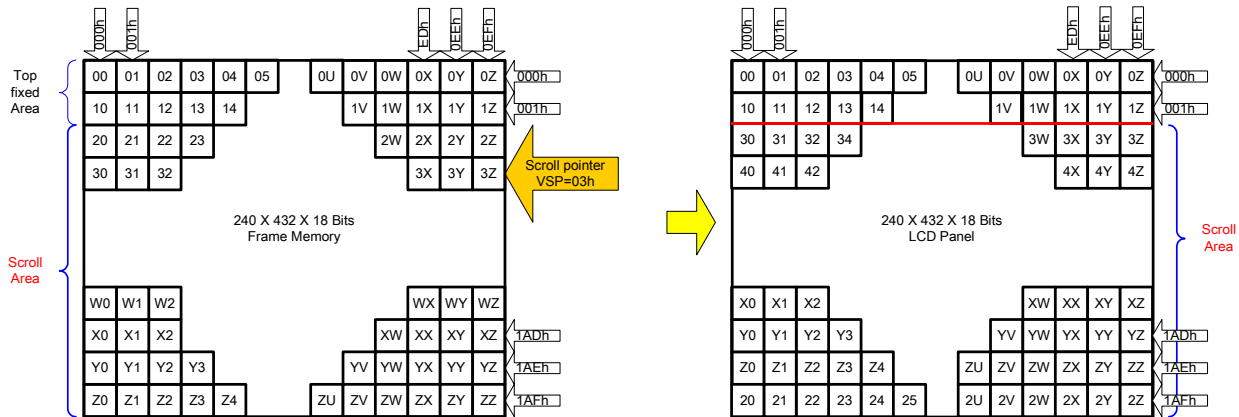 000h 001h EDh 0EEh 0EFh
Top fixed Area
00 01 02 03 04 05 0U 0V 0W 0X 0Y 0Z 000h
10 11 12 13 14 1V 1W 1X 1Y 1Z 001h
20 21 22 23 2W 2X 2Y 2Z
30 31 32 3X 3Y 3Z
Scroll pointer
VSP=03h
240 X 432 X 18 Bits
Frame Memory
Scroll
Area
W0 W1 W2 WX WY WZ
X0 X1 X2 XW XX XY XZ 1ADh
Y0 Y1 Y2 Y3 YV YW YX YY YZ 1AEh
Z0 Z1 Z2 Z3 Z4 ZU ZV ZW ZX ZY ZZ 1AFh
000h 001h EDh 0EEh 0EFh
00 01 02 03 04 05 0U 0V 0W 0X 0Y 0Z 000h
10 11 12 13 14 1V 1W 1X 1Y 1Z 001h
30 31 32 34 3W 3X 3Y 3Z
40 41 42 4X 4Y 4Z
240 X 432 X 18 Bits
LCD Panel
Scroll
Area
X0 X1 X2 XW XX XY XZ
Y0 Y1 Y2 Y3 YV YW YX YY YZ 1ADh
Z0 Z1 Z2 Z3 Z4 ZU ZV ZW ZX ZY ZZ 1AEh
20 21 22 23 24 25 2U 2V 2W 2X 2Y 2Z 1AFh